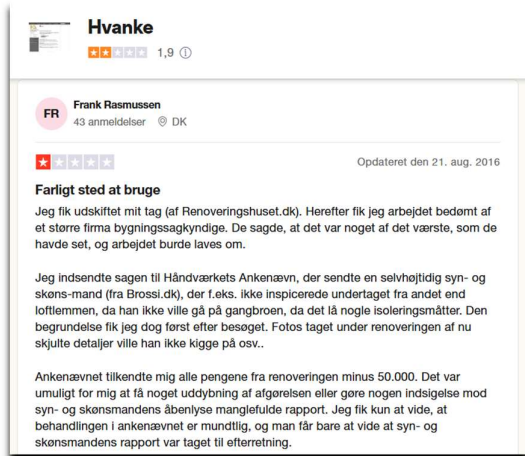 Hvanke
1,9
FR
Frank Rasmussen
43 anmeldelser DK
Opdateret den 21. aug. 2016
Farligt sted at bruge
Jeg fik udskiftet mit tag (af Renoveringshuset.dk). Herefter fik jeg arbejdet bedømt af
et større firma bygningssagkyndige. De sagde, at det var noget af det værste, som de
havde set, og arbejdet burde laves om.
Jeg indsendte sagen til Håndværkets Ankenævn, der sendte en selvhøjtidig syn- og
skøns-mand (fra Brossi.dk), der f.eks. ikke inspicerede undertaget fra andet end
loftlemmen, da han ikke ville gå på gangbroen, da det lå nogle isoleringsmåtter. Den
begrundelse fik jeg dog først efter besøget. Fotos taget under renoveringen af nu
skjulte detaljer ville han ikke kigge på osv..
Ankenævnet tilkendte mig alle pengene fra renoveringen minus 50.000. Det var
umuligt for mig at få noget uddybning af afgørelsen eller gøre nogen indsigelse mod
syn- og skønsmandens åbenlyse manglefulde rapport. Jeg fik kun at vide, at
behandlingen i ankenævnet er mundtlig, og man får bare at vide at syn- og
skønsmandens rapport var taget til efterretning.